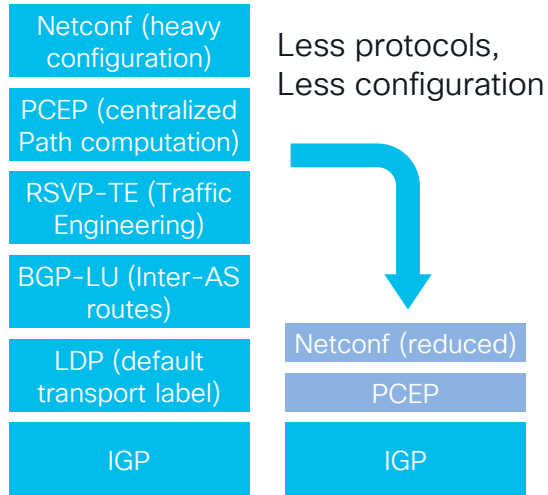 Netconf (heavy
configuration)
PCEP (centralized
Path computation)
RSVP-TE (Traffic
Engineering)
BGP-LU (Inter-AS
routes)
LDP (default
transport label)
IGP
Less protocols,
Less configuration
Netconf (reduced)
PCEP
IGP